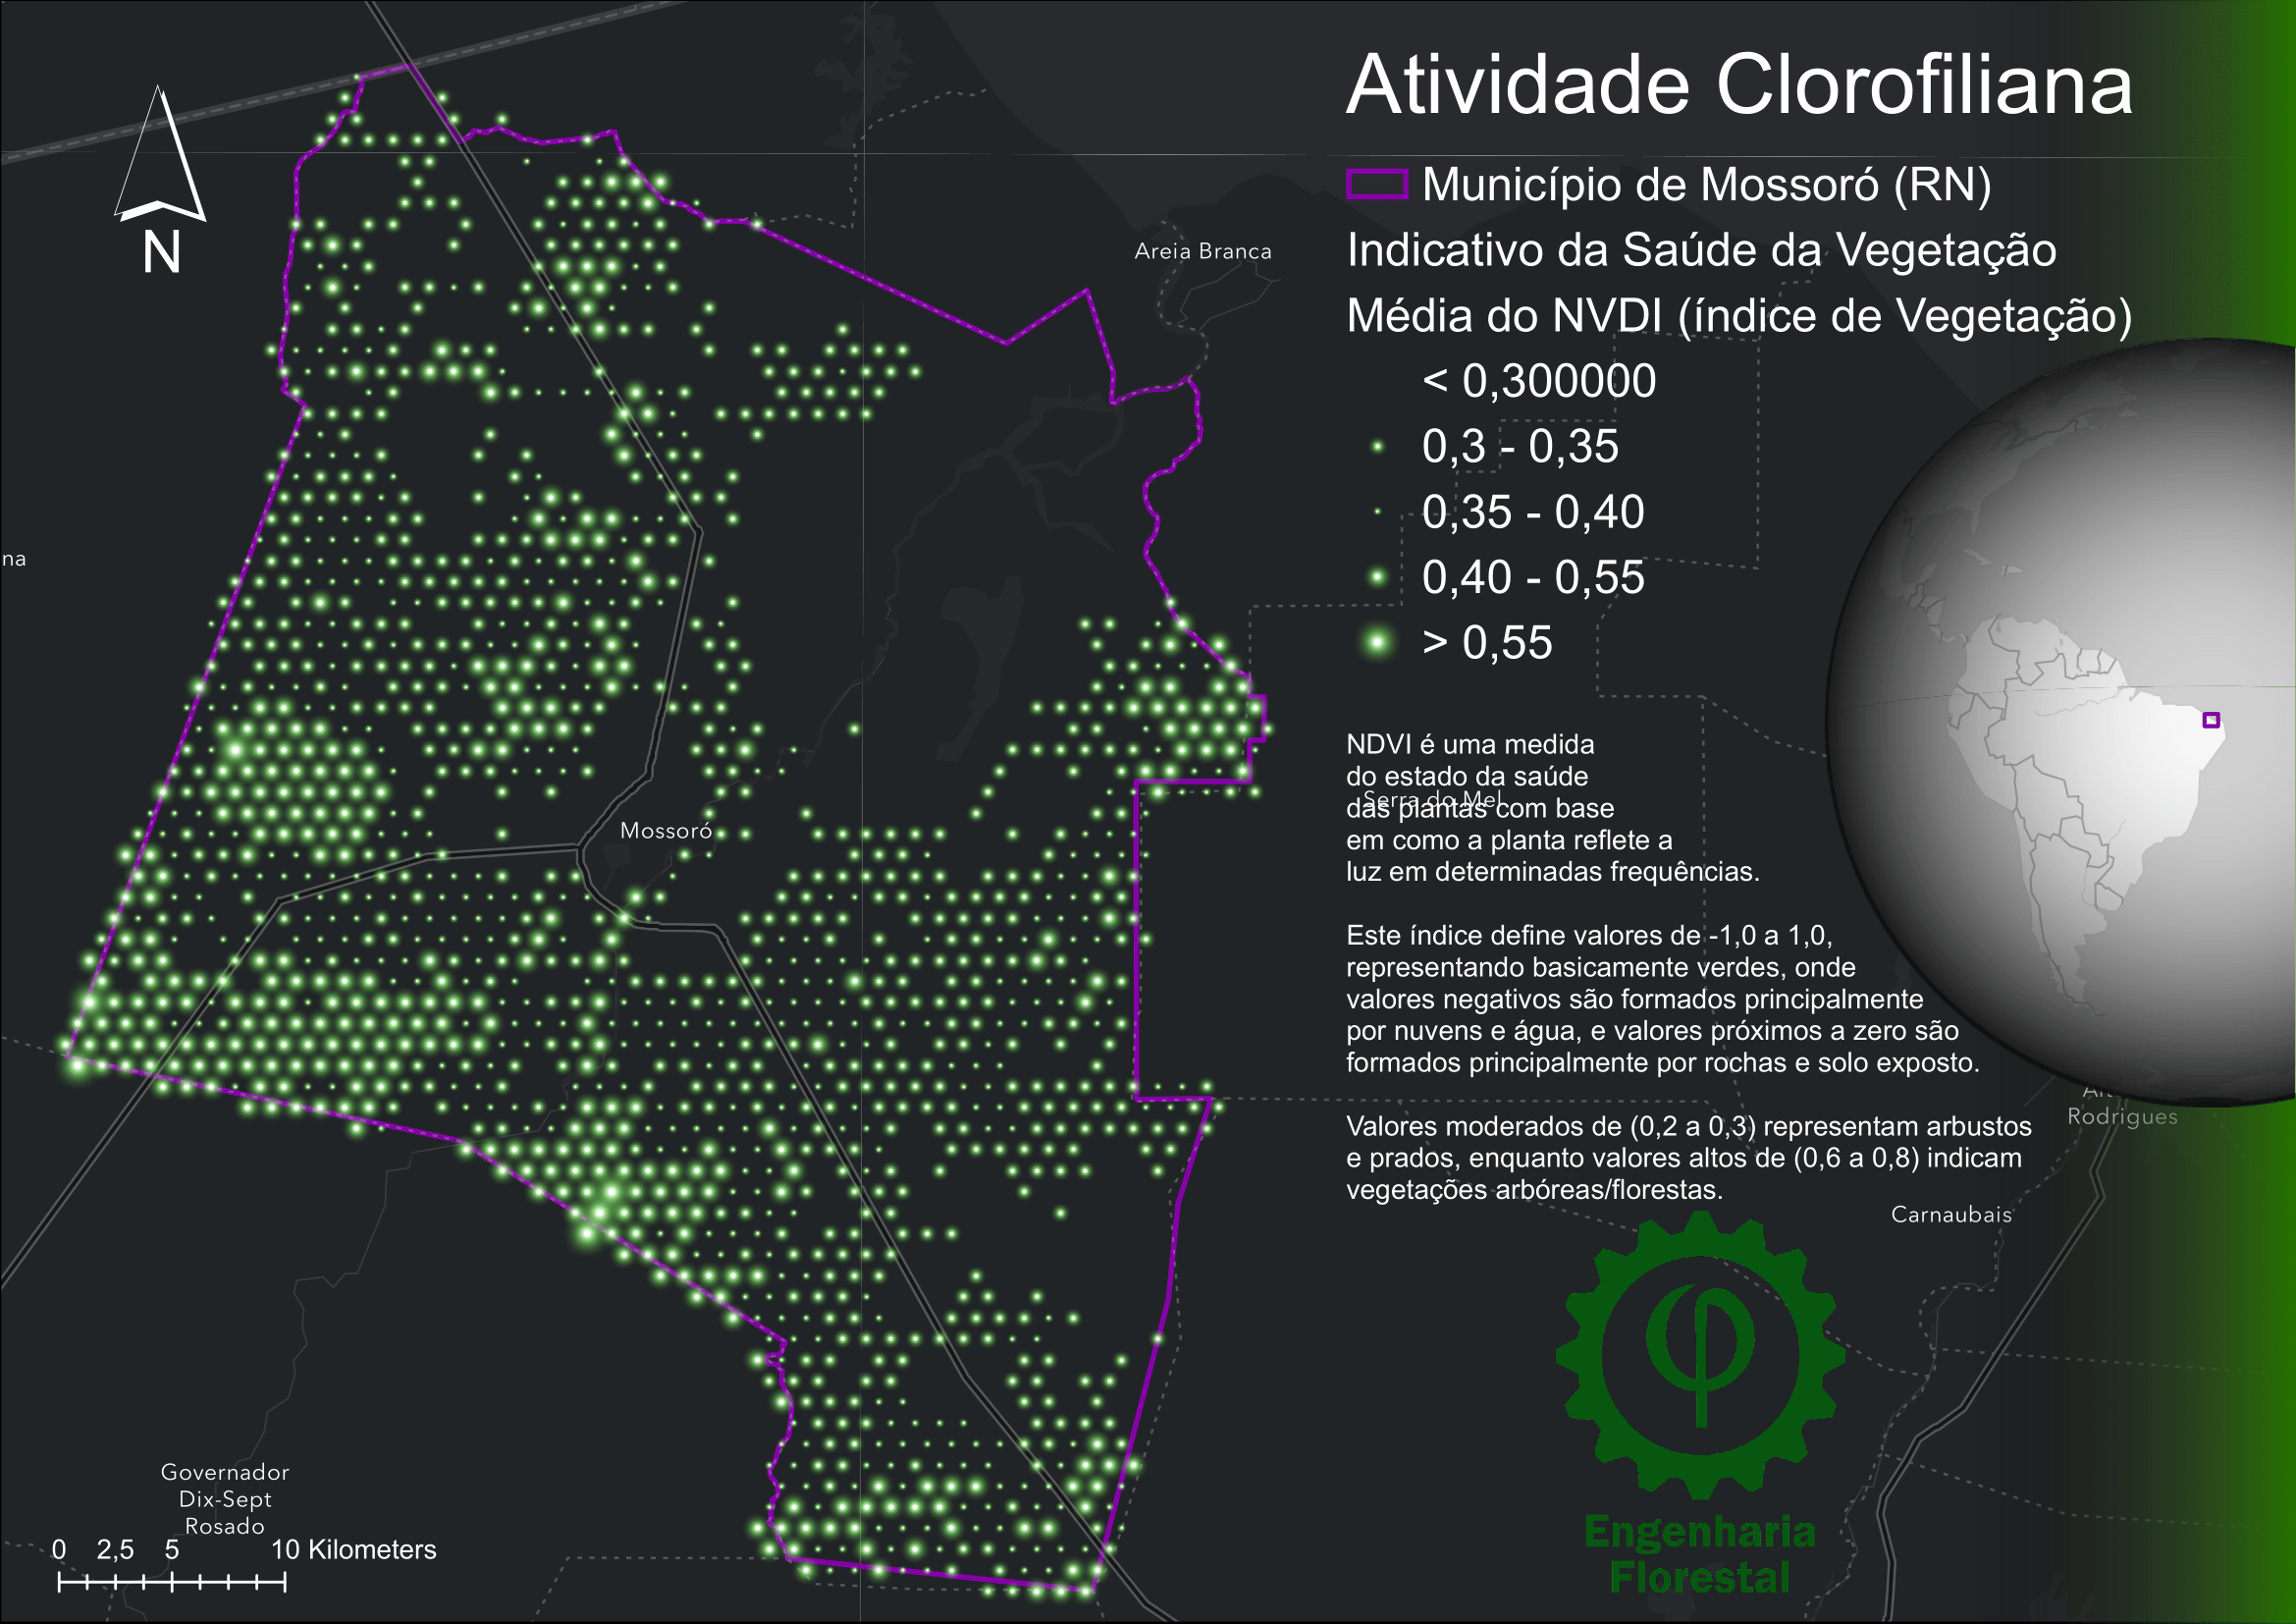 Atividade Clorofiliana
Município de Mossoró (RN)
Indicativo da Saúde da Vegetação
Média do NVDI (índice de Vegetação)
< 0,300000
0,3 - 0,35
0,35 - 0,40
0,40 - 0,55
> 0,55
NDVI é uma medida
do estado da saúde
das plantas com base
em como a planta reflete a
luz em determinadas frequências.
Este índice define valores de -1,0 a 1,0,
representando basicamente verdes, onde
valores negativos são formados principalmente
por nuvens e água, e valores próximos a zero são
formados principalmente por rochas e solo exposto.
Valores moderados de (0,2 a 0,3) representam arbustos
e prados, enquanto valores altos de (0,6 a 0,8) indicam
vegetações arbóreas/florestas.
Engenharia
Florestal
N
Areia Branca
na
Mossoró
Serra do Mel
Rodrigues
Carnaubais
Governador
Dix-Sept
Rosado
0 2,5 5 10 Kilometers